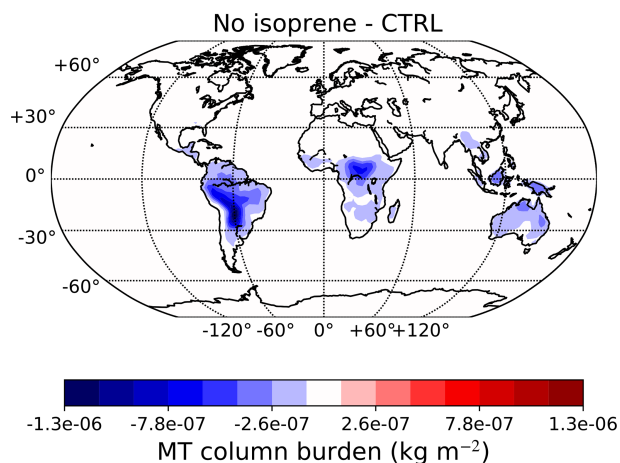 No isoprene - CTRL
+60°
+30°
0°
-30°
-60°
-120° -60° 0° +60° +120°
-1.3e-06 -7.8e-07 -2.6e-07 2.6e-07 7.8e-07 1.3e-06
MT column burden (kg m⁻²)